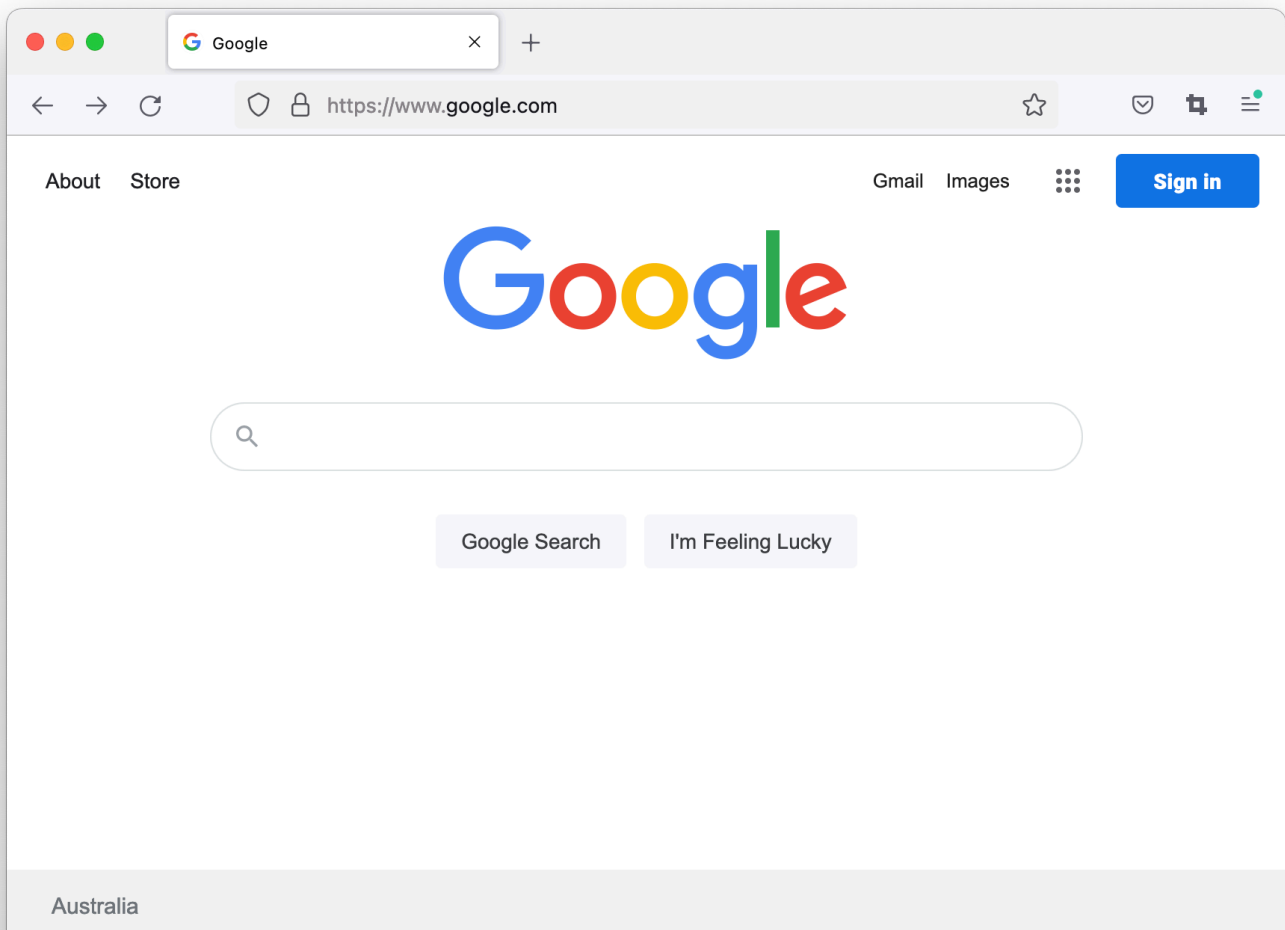 Google
https://www.google.com
About Store Gmail Images Sign in
Google
Google Search I'm Feeling Lucky
Australia